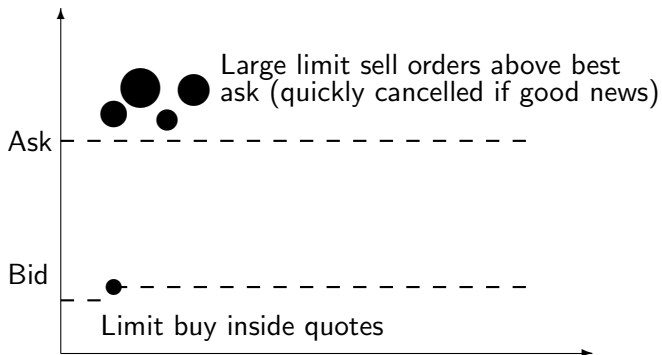 Large limit sell orders above best
ask (quickly cancelled if good news)
Ask
Bid
Limit buy inside quotes